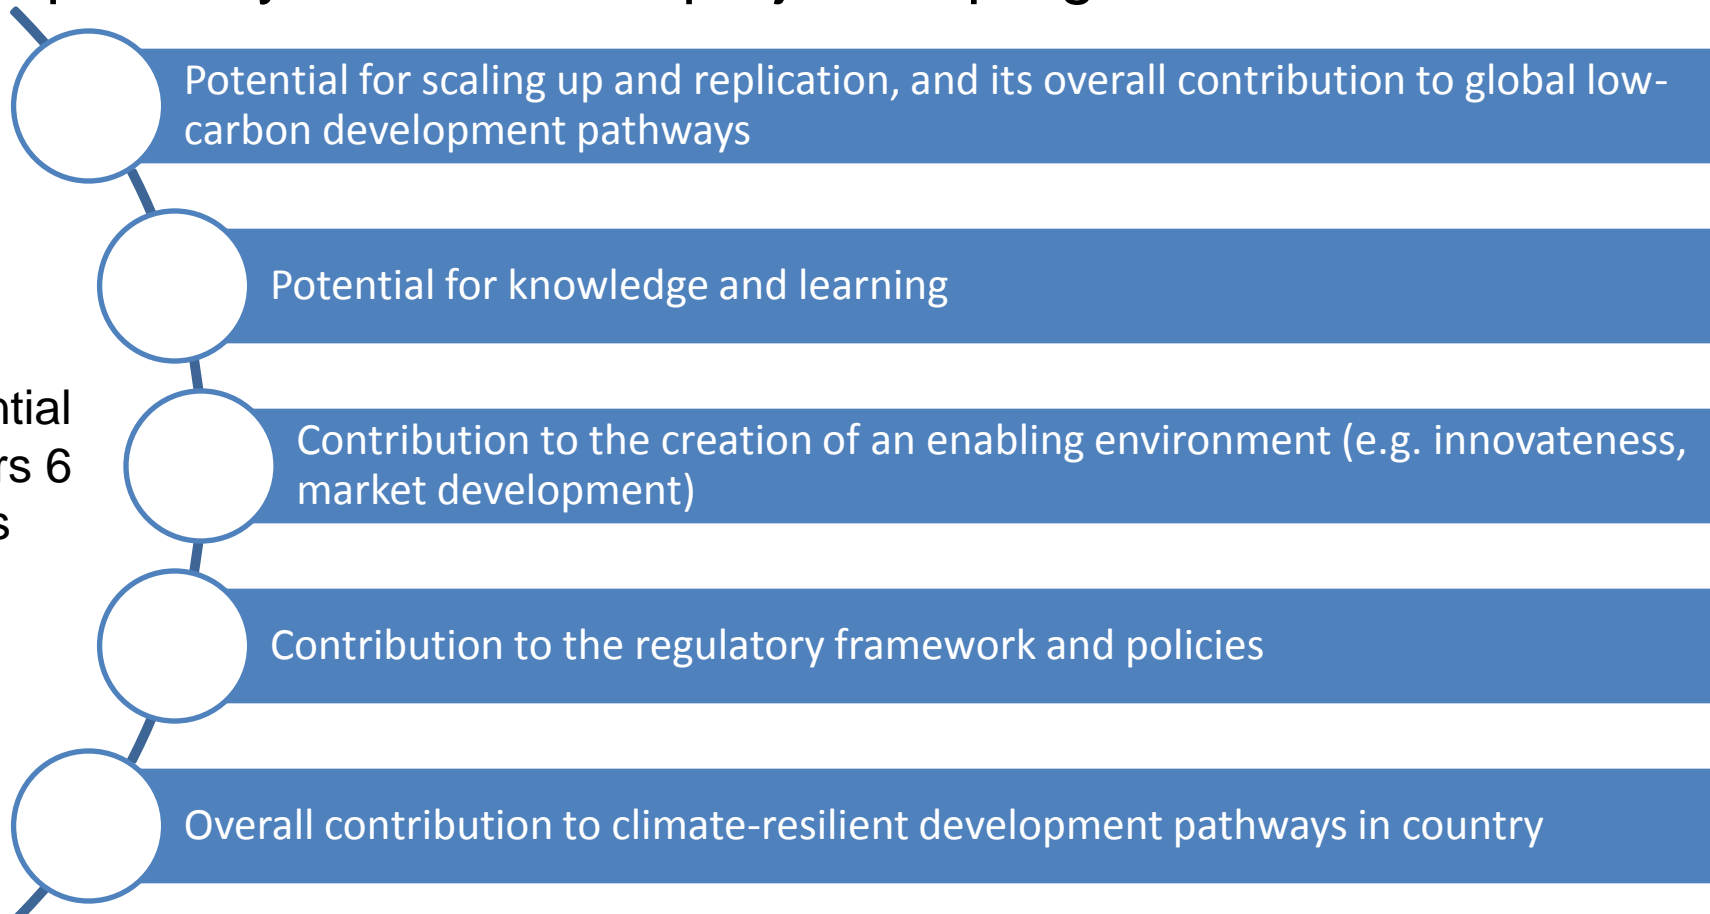 Potential for scaling up and replication, and its overall contribution to global low-
carbon development pathways
Potential for knowledge and learning
ntial
rs 6
s
Contribution to the creation of an enabling environment (e.g. innovateness,
market development)
Contribution to the regulatory framework and policies
Overall contribution to climate-resilient development pathways in country